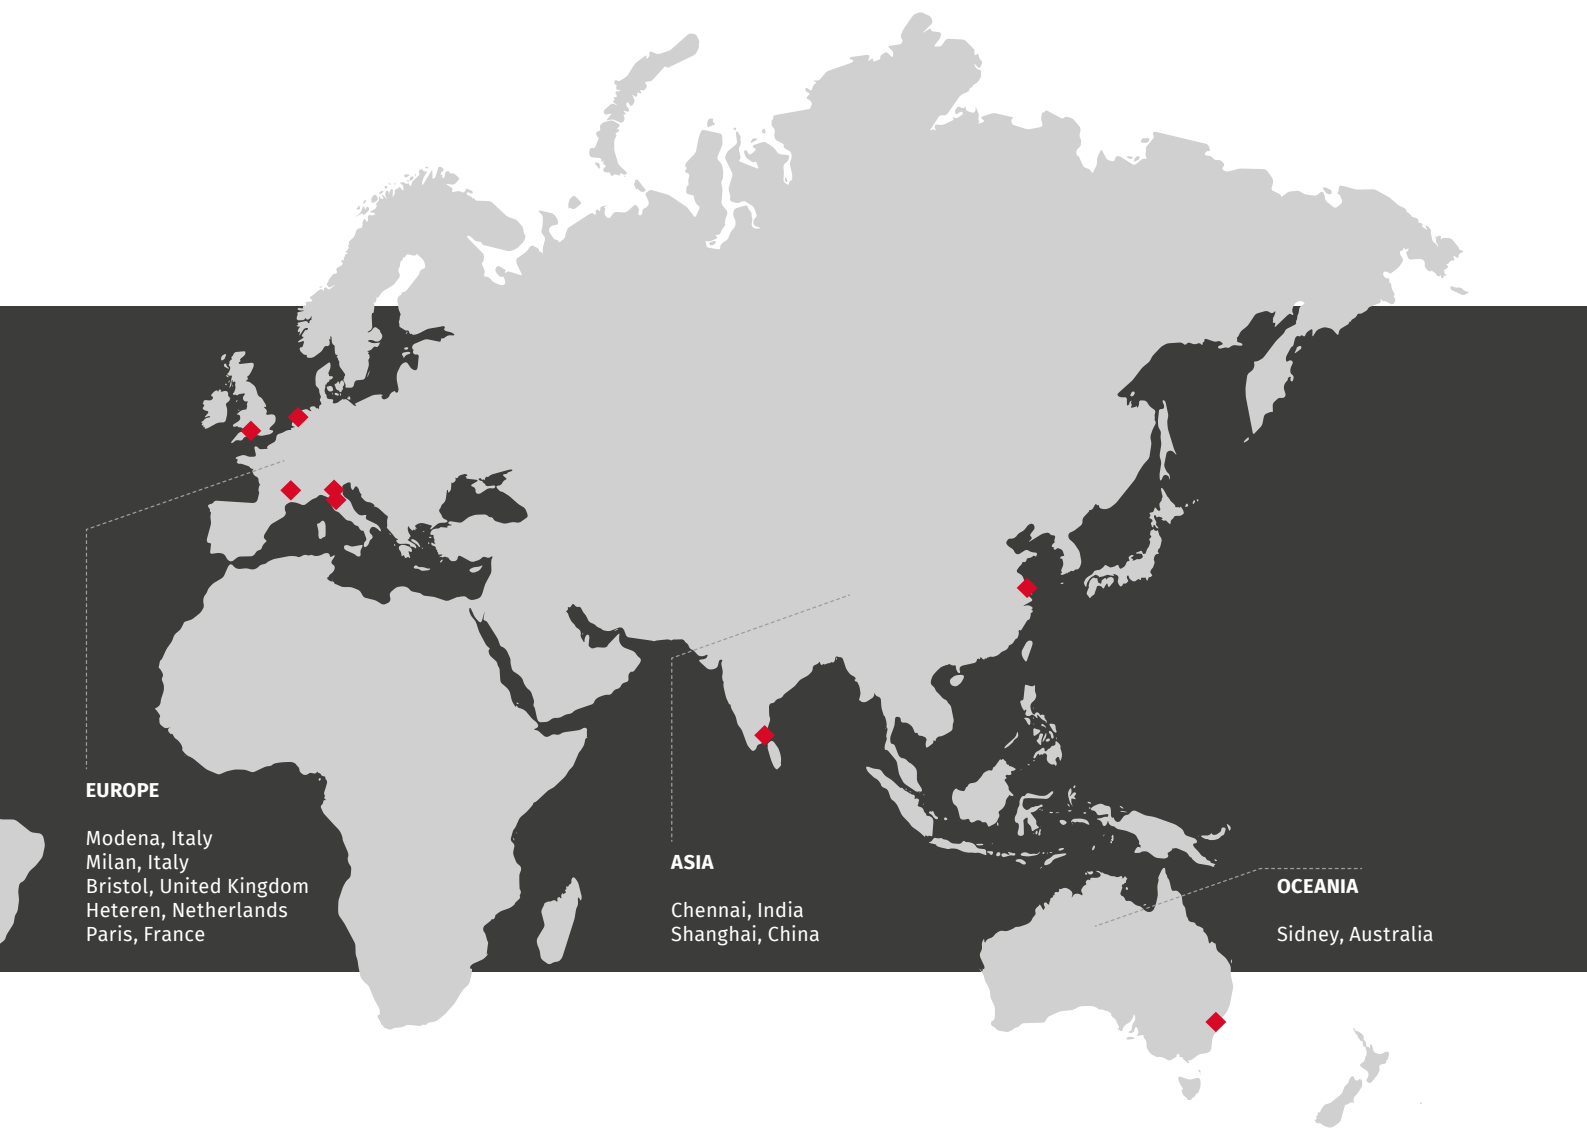 EUROPE
Modena, Italy
Milan, Italy
Bristol, United Kingdom
Heteren, Netherlands
Paris, France
ASIA
Chennai, India
Shanghai, China
OCEANIA
Sidney, Australia